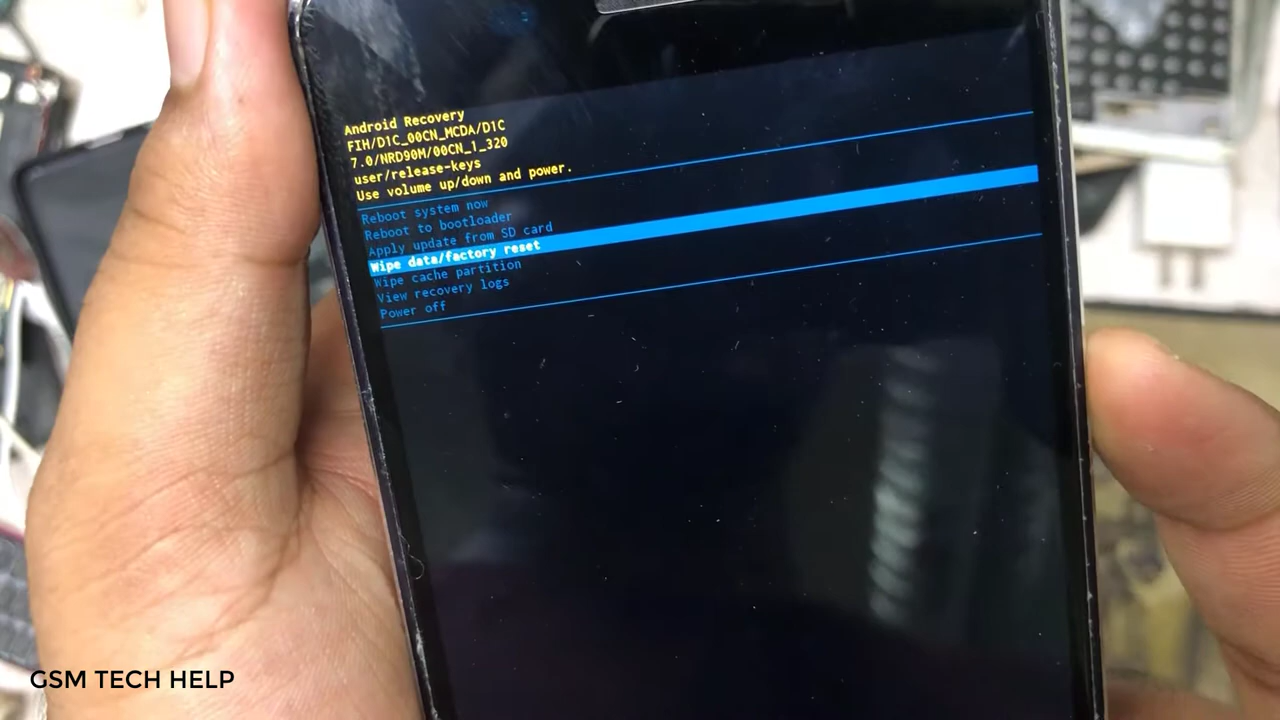 Android Recovery
FIH/D1C_00CN_MCDA/D1C
7.0/NRD90M/00CN_1_320
user/release-keys
Use volume up/down and power.
Reboot system now
Reboot to bootloader
Apply update from SD card
Wipe data/factory reset
Wipe cache partition
View recovery logs
Power off
GSM TECH HELP